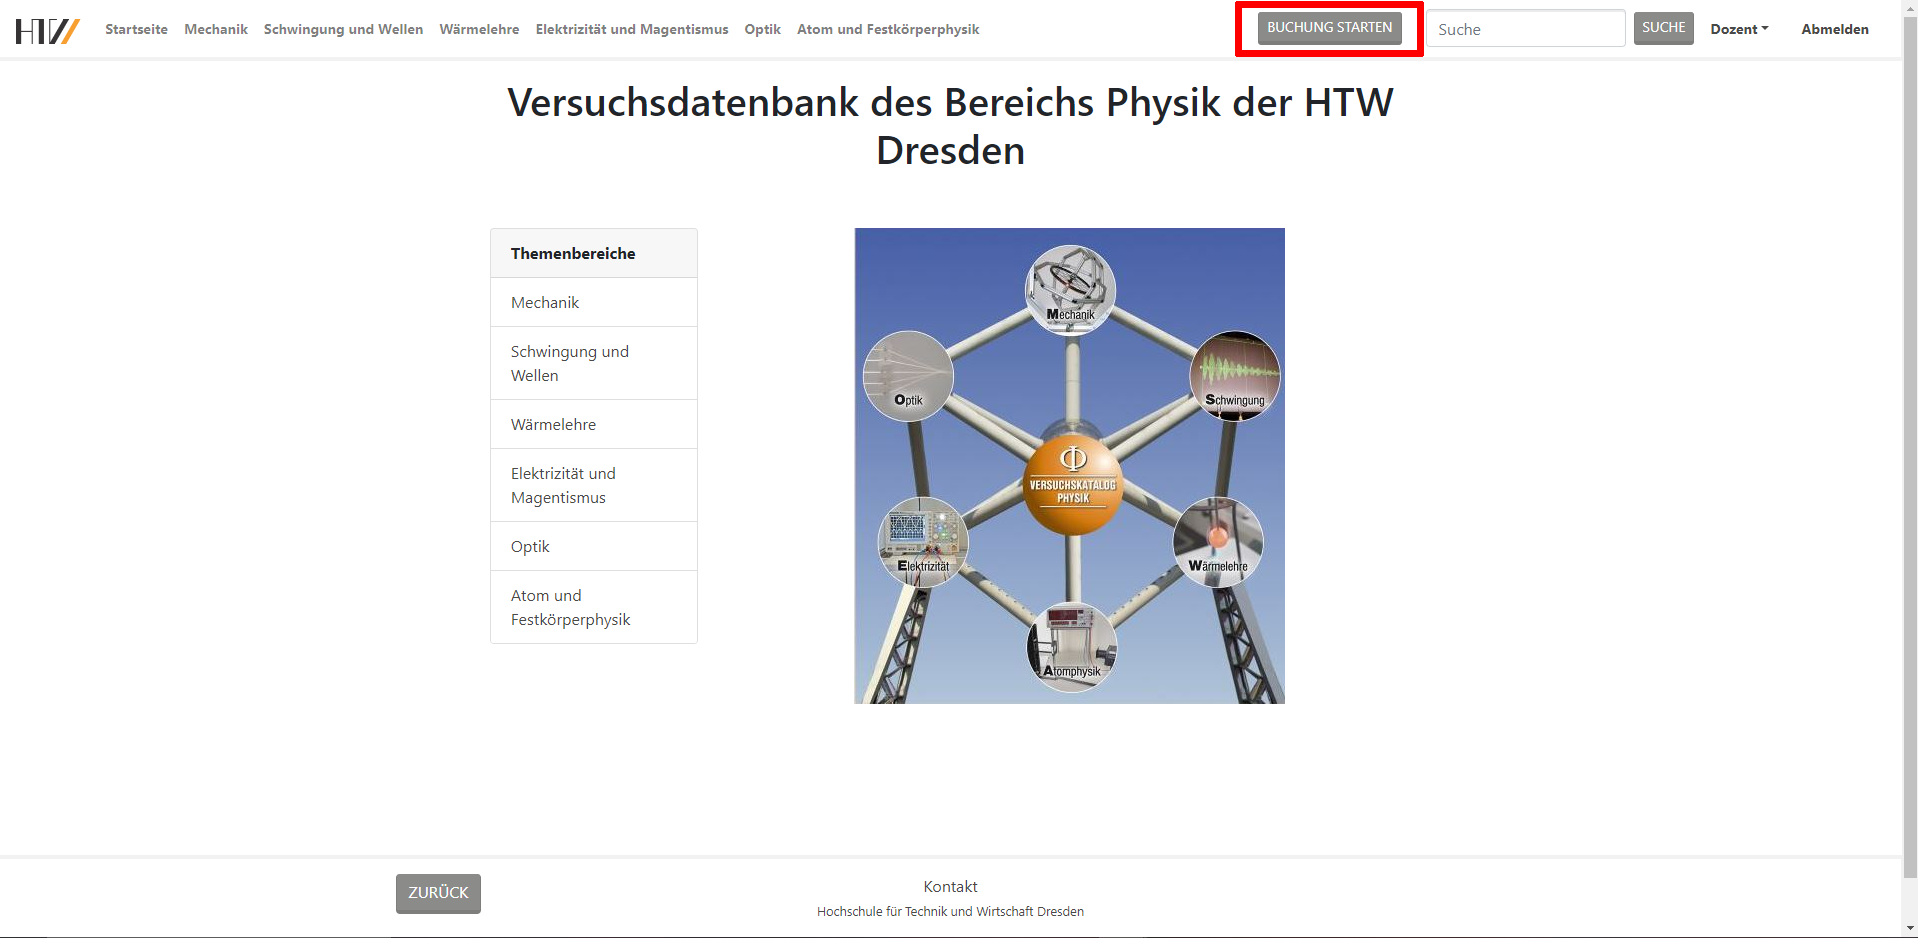 HTW
Startseite Mechanik Schwingung und Wellen Wärmelehre Elektrizität und Magentismus Optik Atom und Festkörperphysik BUCHUNG STARTEN Suche SUCHE Dozent Abmelden
Versuchsdatenbank des Bereichs Physik der HTW
Dresden
Themenbereiche
Mechanik
Schwingung und
Wellen
Wärmelehre
Elektrizität und
Magentismus
Optik
Atom und
Festkörperphysik
Mechanik
Optik
Schwingung
Φ
VERSUCHSKATALOG
PHYSIK
Elektrizität
Wärmelehre
Atomphysik
ZURÜCK
Kontakt
Hochschule für Technik und Wirtschaft Dresden